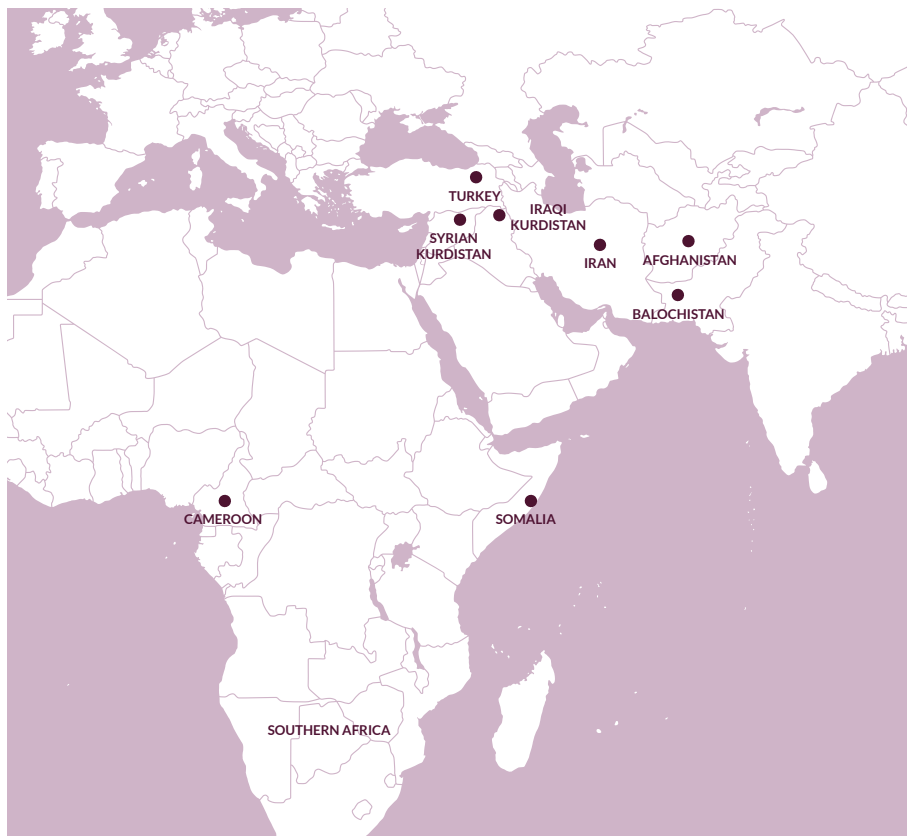 TURKEY
IRAQI
KURDISTAN
SYRIAN
KURDISTAN
IRAN
AFGHANISTAN
BALOCHISTAN
CAMEROON
SOMALIA
SOUTHERN AFRICA